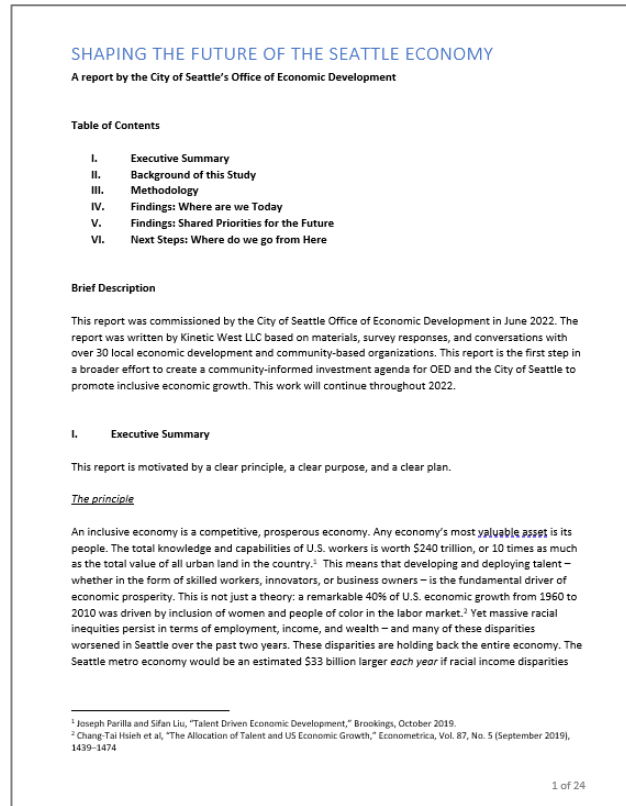 SHAPING THE FUTURE OF THE SEATTLE ECONOMY
A report by the City of Seattle's Office of Economic Development
Table of Contents
I. Executive Summary
II. Background of this Study
III. Methodology
IV. Findings: Where are we Today
V. Findings: Shared Priorities for the Future
VI. Next Steps: Where do we go from Here
Brief Description
This report was commissioned by the City of Seattle Office of Economic Development in June 2022. The
report was written by Kinetic West LLC based on materials, survey responses, and conversations with
over 30 local economic development and community-based organizations. This report is the first step in
a broader effort to create a community-informed investment agenda for OED and the City of Seattle to
promote inclusive economic growth. This work will continue throughout 2022.
I. Executive Summary
This report is motivated by a clear principle, a clear purpose, and a clear plan.
The principle
An inclusive economy is a competitive, prosperous economy. Any economy's most valuable asset is its
people. The total knowledge and capabilities of U.S. workers is worth $240 trillion, or 10 times as much
as the total value of all urban land in the country.¹ This means that developing and deploying talent –
whether in the form of skilled workers, innovators, or business owners – is the fundamental driver of
economic prosperity. This is not just a theory: a remarkable 40% of U.S. economic growth from 1960 to
2010 was driven by inclusion of women and people of color in the labor market.² Yet massive racial
inequities persist in terms of employment, income, and wealth – and many of these disparities
worsened in Seattle over the past two years. These disparities are holding back the entire economy. The
Seattle metro economy would be an estimated $33 billion larger each year if racial income disparities
¹ Joseph Parilla and Sifan Liu, "Talent Driven Economic Development," Brookings, October 2019.
² Chang-Tai Hsieh et al, "The Allocation of Talent and US Economic Growth," Econometrica, Vol. 87, No. 5 (September 2019),
1439–1474
1 of 24